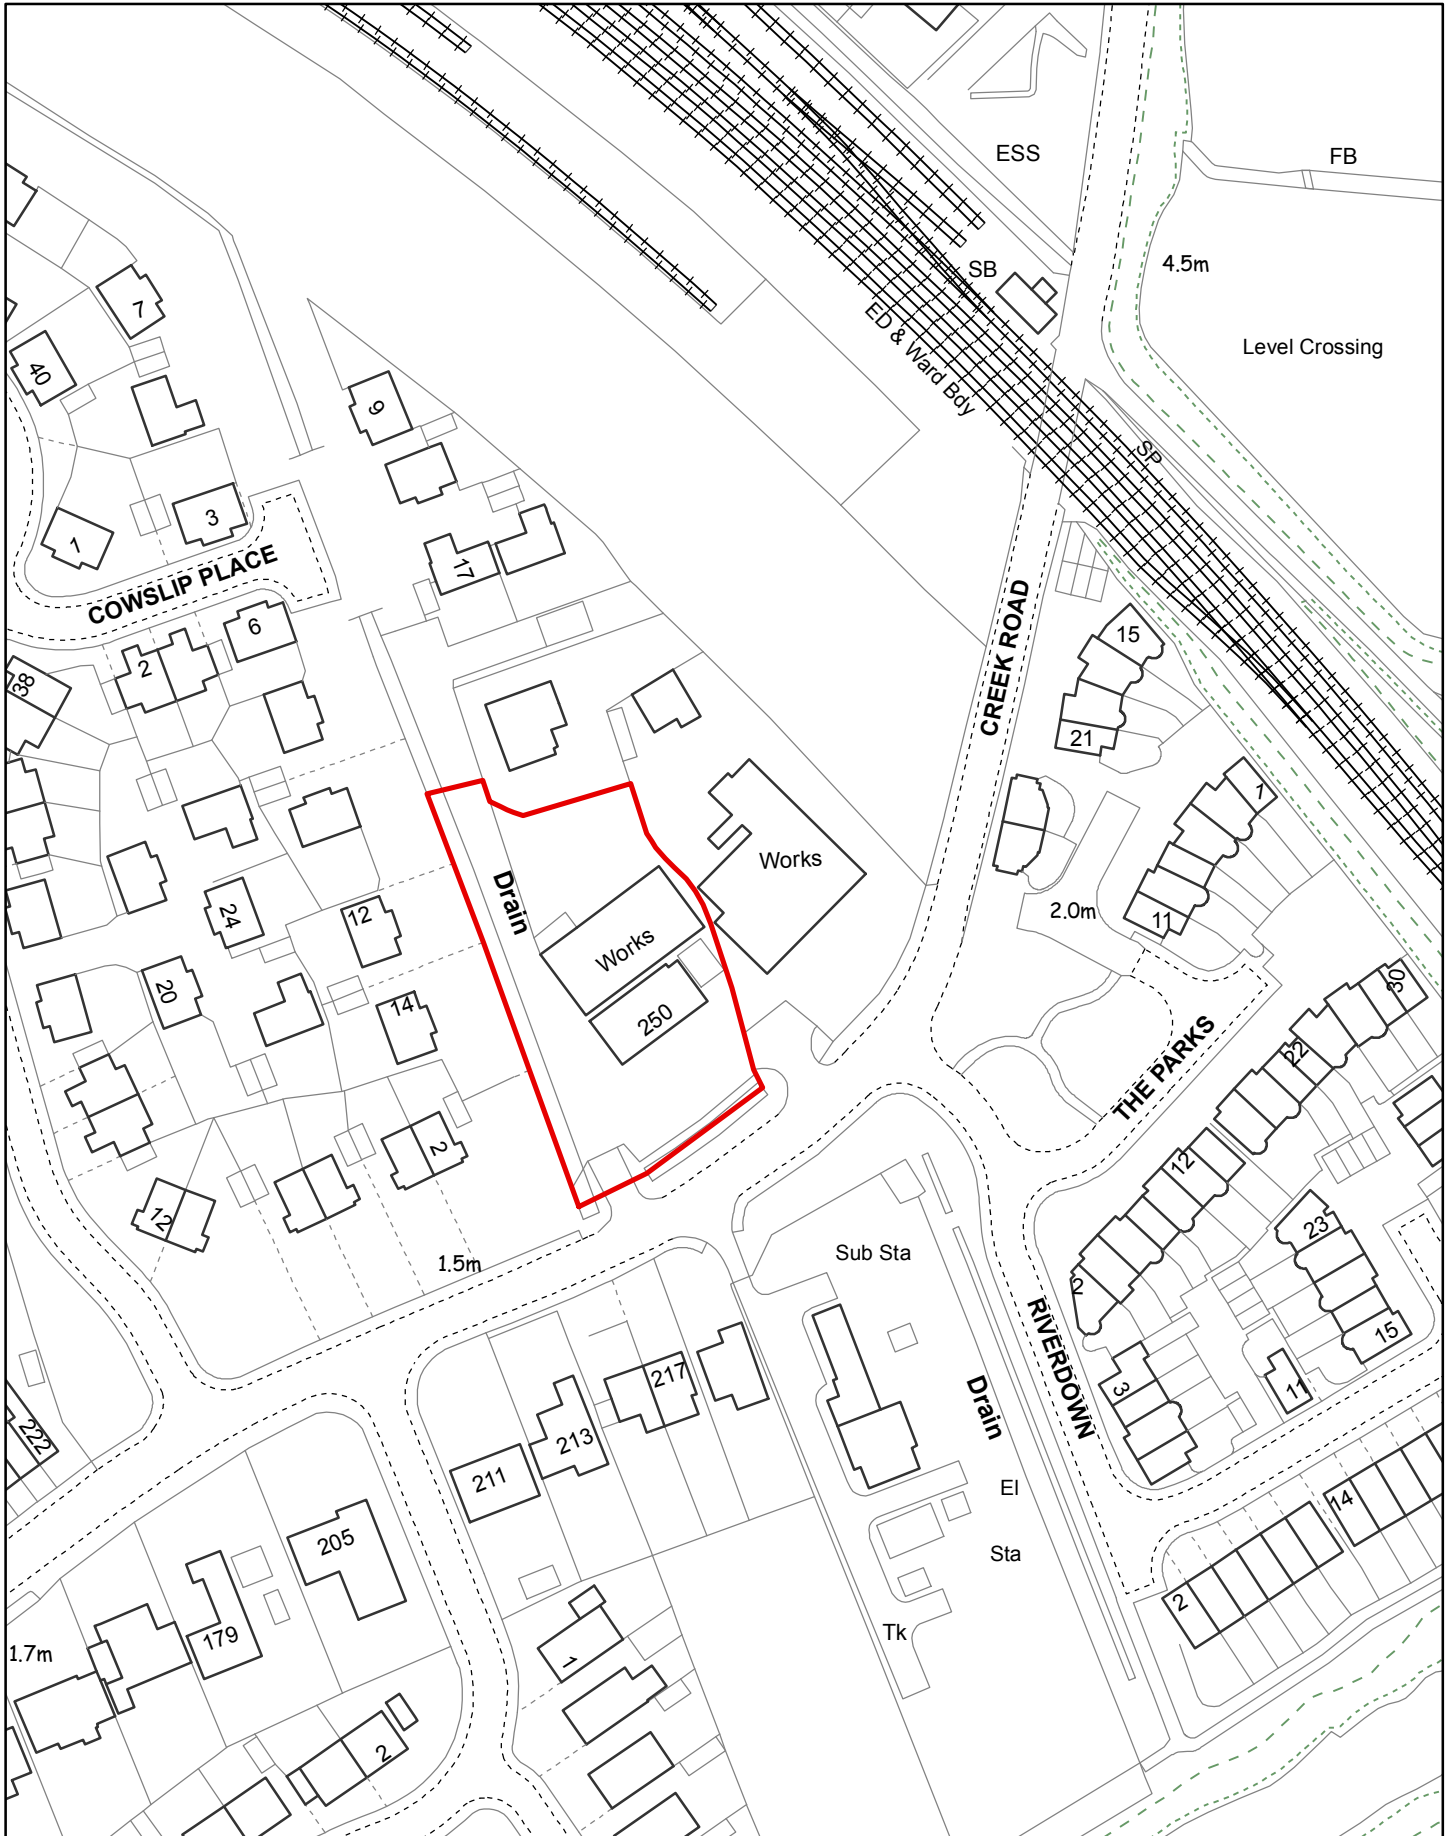 ESS
FB
4.5m
SB
7
ED & Ward Bdy
Level Crossing
40
9
SP
3
1
17
COWSLIP PLACE
6
CREEK ROAD
15
2
38
21
1
Works
Drain
24
12
2.0m
11
Works
20
14
250
30
THE PARKS
22
2
12
12
23
Sub Sta
1.5m
2
RIVERDOWN
15
217
3
11
Drain
222
213
211
El
14
205
Sta
2
Tk
179
1.7m
1
2